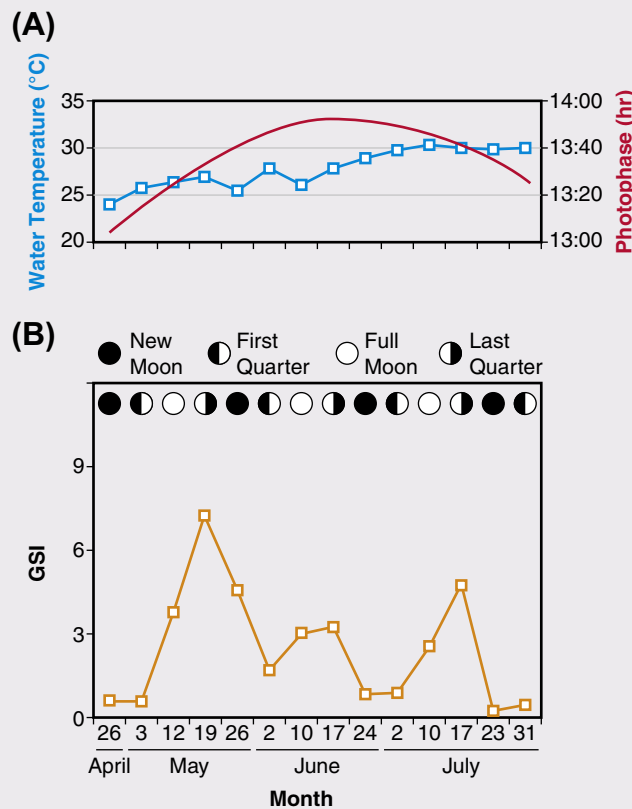 (A)
Water Temperature (°C)
35
30
25
20
14:00
13:40
13:20
13:00
Photophase (hr)
(B)
New
Moon
First
Quarter
Full
Moon
Last
Quarter
GSI
9
6
3
0
26 3 12 19 26 2 10 17 24 2 10 17 23 31
April May June July
Month